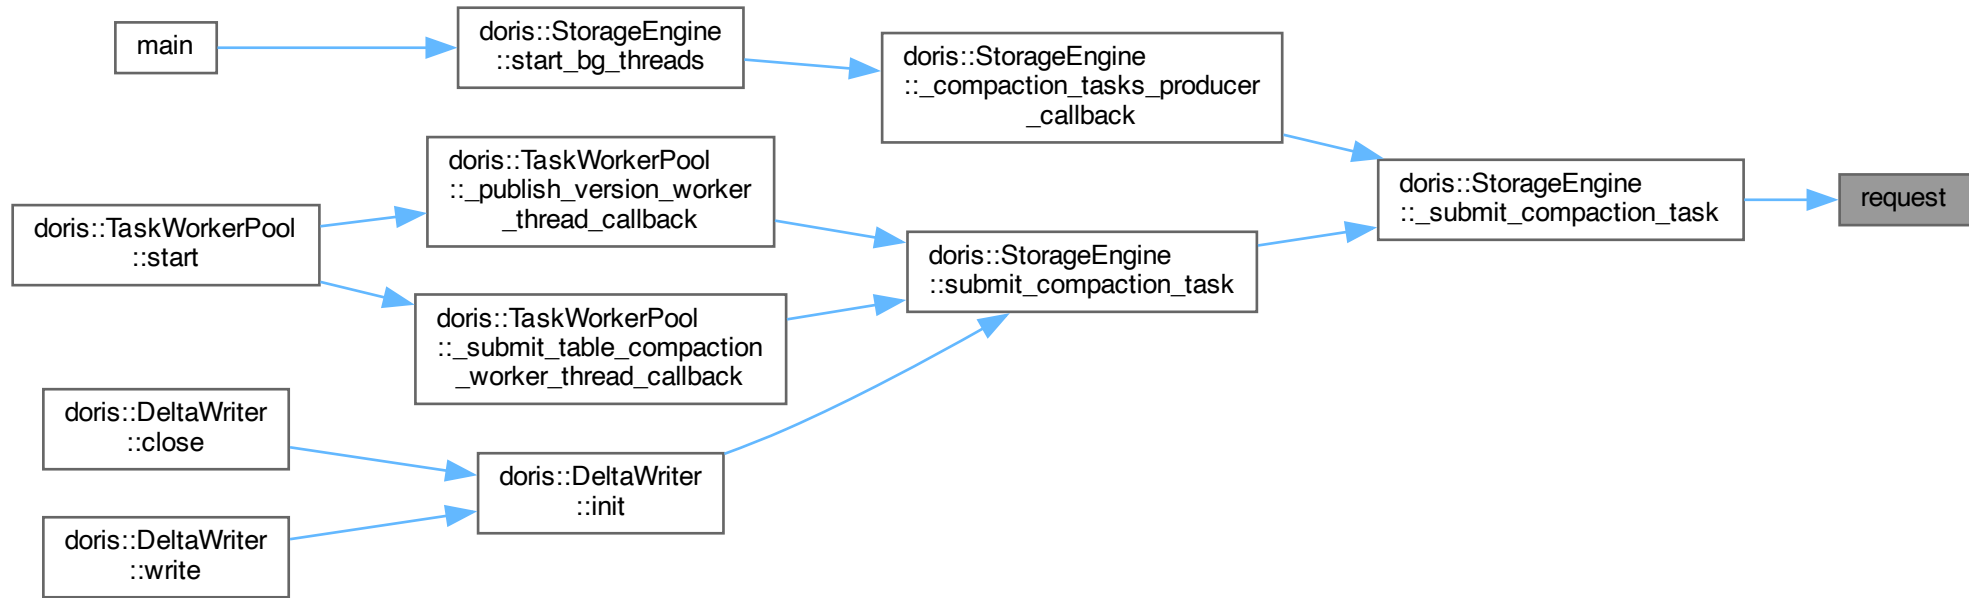 main
doris::StorageEngine
::start_bg_threads
doris::StorageEngine
::_compaction_tasks_producer
_callback
doris::TaskWorkerPool
::_publish_version_worker
_thread_callback
doris::StorageEngine
::_submit_compaction_task
request
doris::TaskWorkerPool
::start
doris::StorageEngine
::submit_compaction_task
doris::TaskWorkerPool
::_submit_table_compaction
_worker_thread_callback
doris::DeltaWriter
::close
doris::DeltaWriter
::init
doris::DeltaWriter
::write